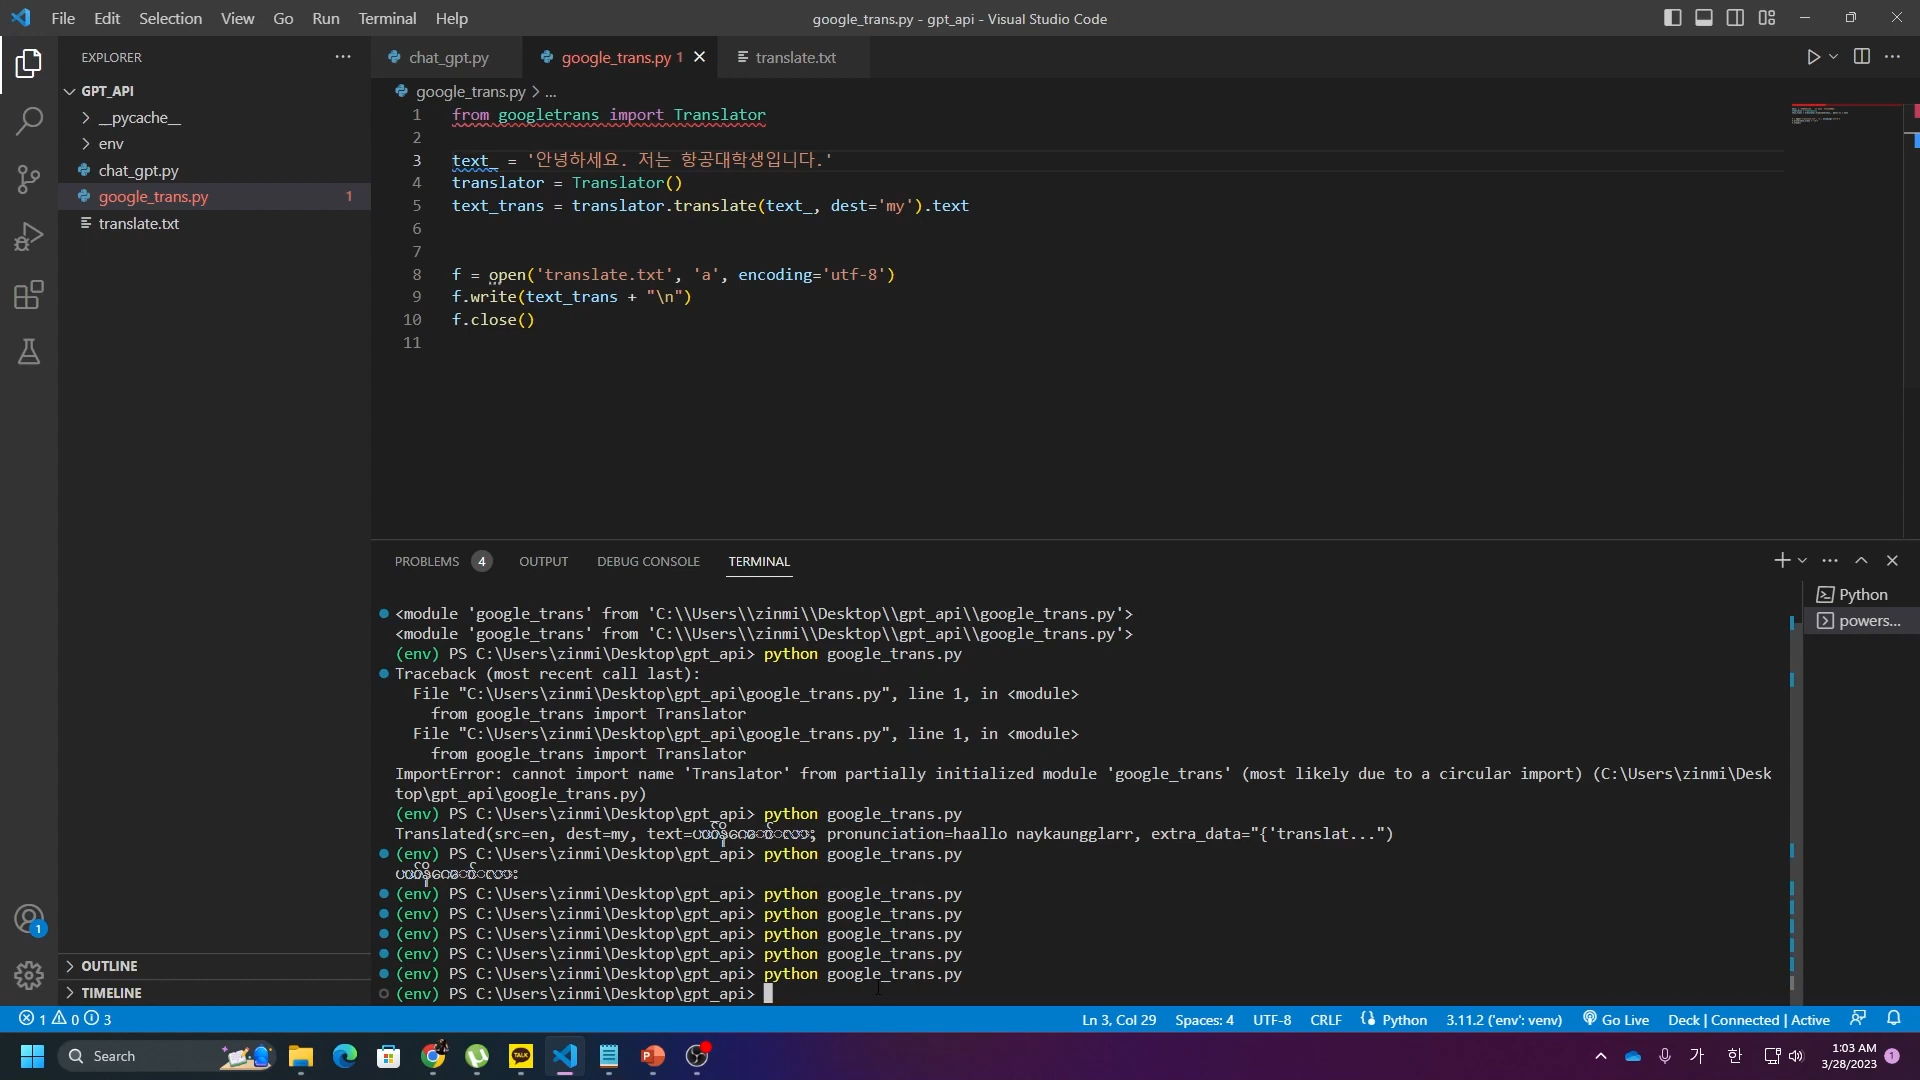 File Edit Selection View Go Run Terminal Help
google_trans.py - gpt_api - Visual Studio Code
EXPLORER
GPT_API
__pycache__
env
chat_gpt.py
google_trans.py 1
translate.txt
OUTLINE
TIMELINE
1
chat_gpt.py google_trans.py 1 translate.txt
google_trans.py > ...
1 from googletrans import Translator
2
3 text_ = '안녕하세요. 저는 항공대학생입니다.'
4 translator = Translator()
5 text_trans = translator.translate(text_, dest='my').text
6
7
8 f = open('translate.txt', 'a', encoding='utf-8')
9 f.write(text_trans + "\n")
10 f.close()
11
PROBLEMS 4 OUTPUT DEBUG CONSOLE TERMINAL
Python
powers...
<module 'google_trans' from 'C:\\Users\\zinmi\\Desktop\\gpt_api\\google_trans.py'>
<module 'google_trans' from 'C:\\Users\\zinmi\\Desktop\\gpt_api\\google_trans.py'>
(env) PS C:\Users\zinmi\Desktop\gpt_api> python google_trans.py
Traceback (most recent call last):
File "C:\Users\zinmi\Desktop\gpt_api\google_trans.py", line 1, in <module>
from google_trans import Translator
File "C:\Users\zinmi\Desktop\gpt_api\google_trans.py", line 1, in <module>
from google_trans import Translator
ImportError: cannot import name 'Translator' from partially initialized module 'google_trans' (most likely due to a circular import) (C:\Users\zinmi\Desk
top\gpt_api\google_trans.py)
(env) PS C:\Users\zinmi\Desktop\gpt_api> python google_trans.py
Translated(src=en, dest=my, text= pronunciation=haallo naykaungglarr, extra_data="{'translat...")
(env) PS C:\Users\zinmi\Desktop\gpt_api> python google_trans.py
(env) PS C:\Users\zinmi\Desktop\gpt_api> python google_trans.py
(env) PS C:\Users\zinmi\Desktop\gpt_api> python google_trans.py
(env) PS C:\Users\zinmi\Desktop\gpt_api> python google_trans.py
(env) PS C:\Users\zinmi\Desktop\gpt_api> python google_trans.py
(env) PS C:\Users\zinmi\Desktop\gpt_api> python google_trans.py
(env) PS C:\Users\zinmi\Desktop\gpt_api>
1 0 3 Ln 3, Col 29 Spaces: 4 UTF-8 CRLF Python 3.11.2 ('env': venv) Go Live Deck | Connected | Active
Search TALK P 가 한 1:03 AM 1
3/28/2023